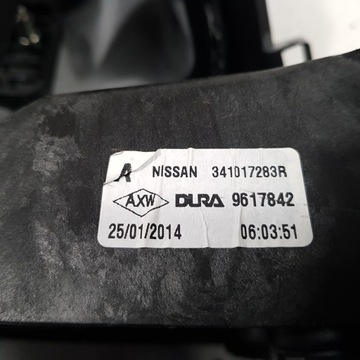 A NISSAN 341017283R
AXW DURA 9617842
25/01/2014 06:03:51